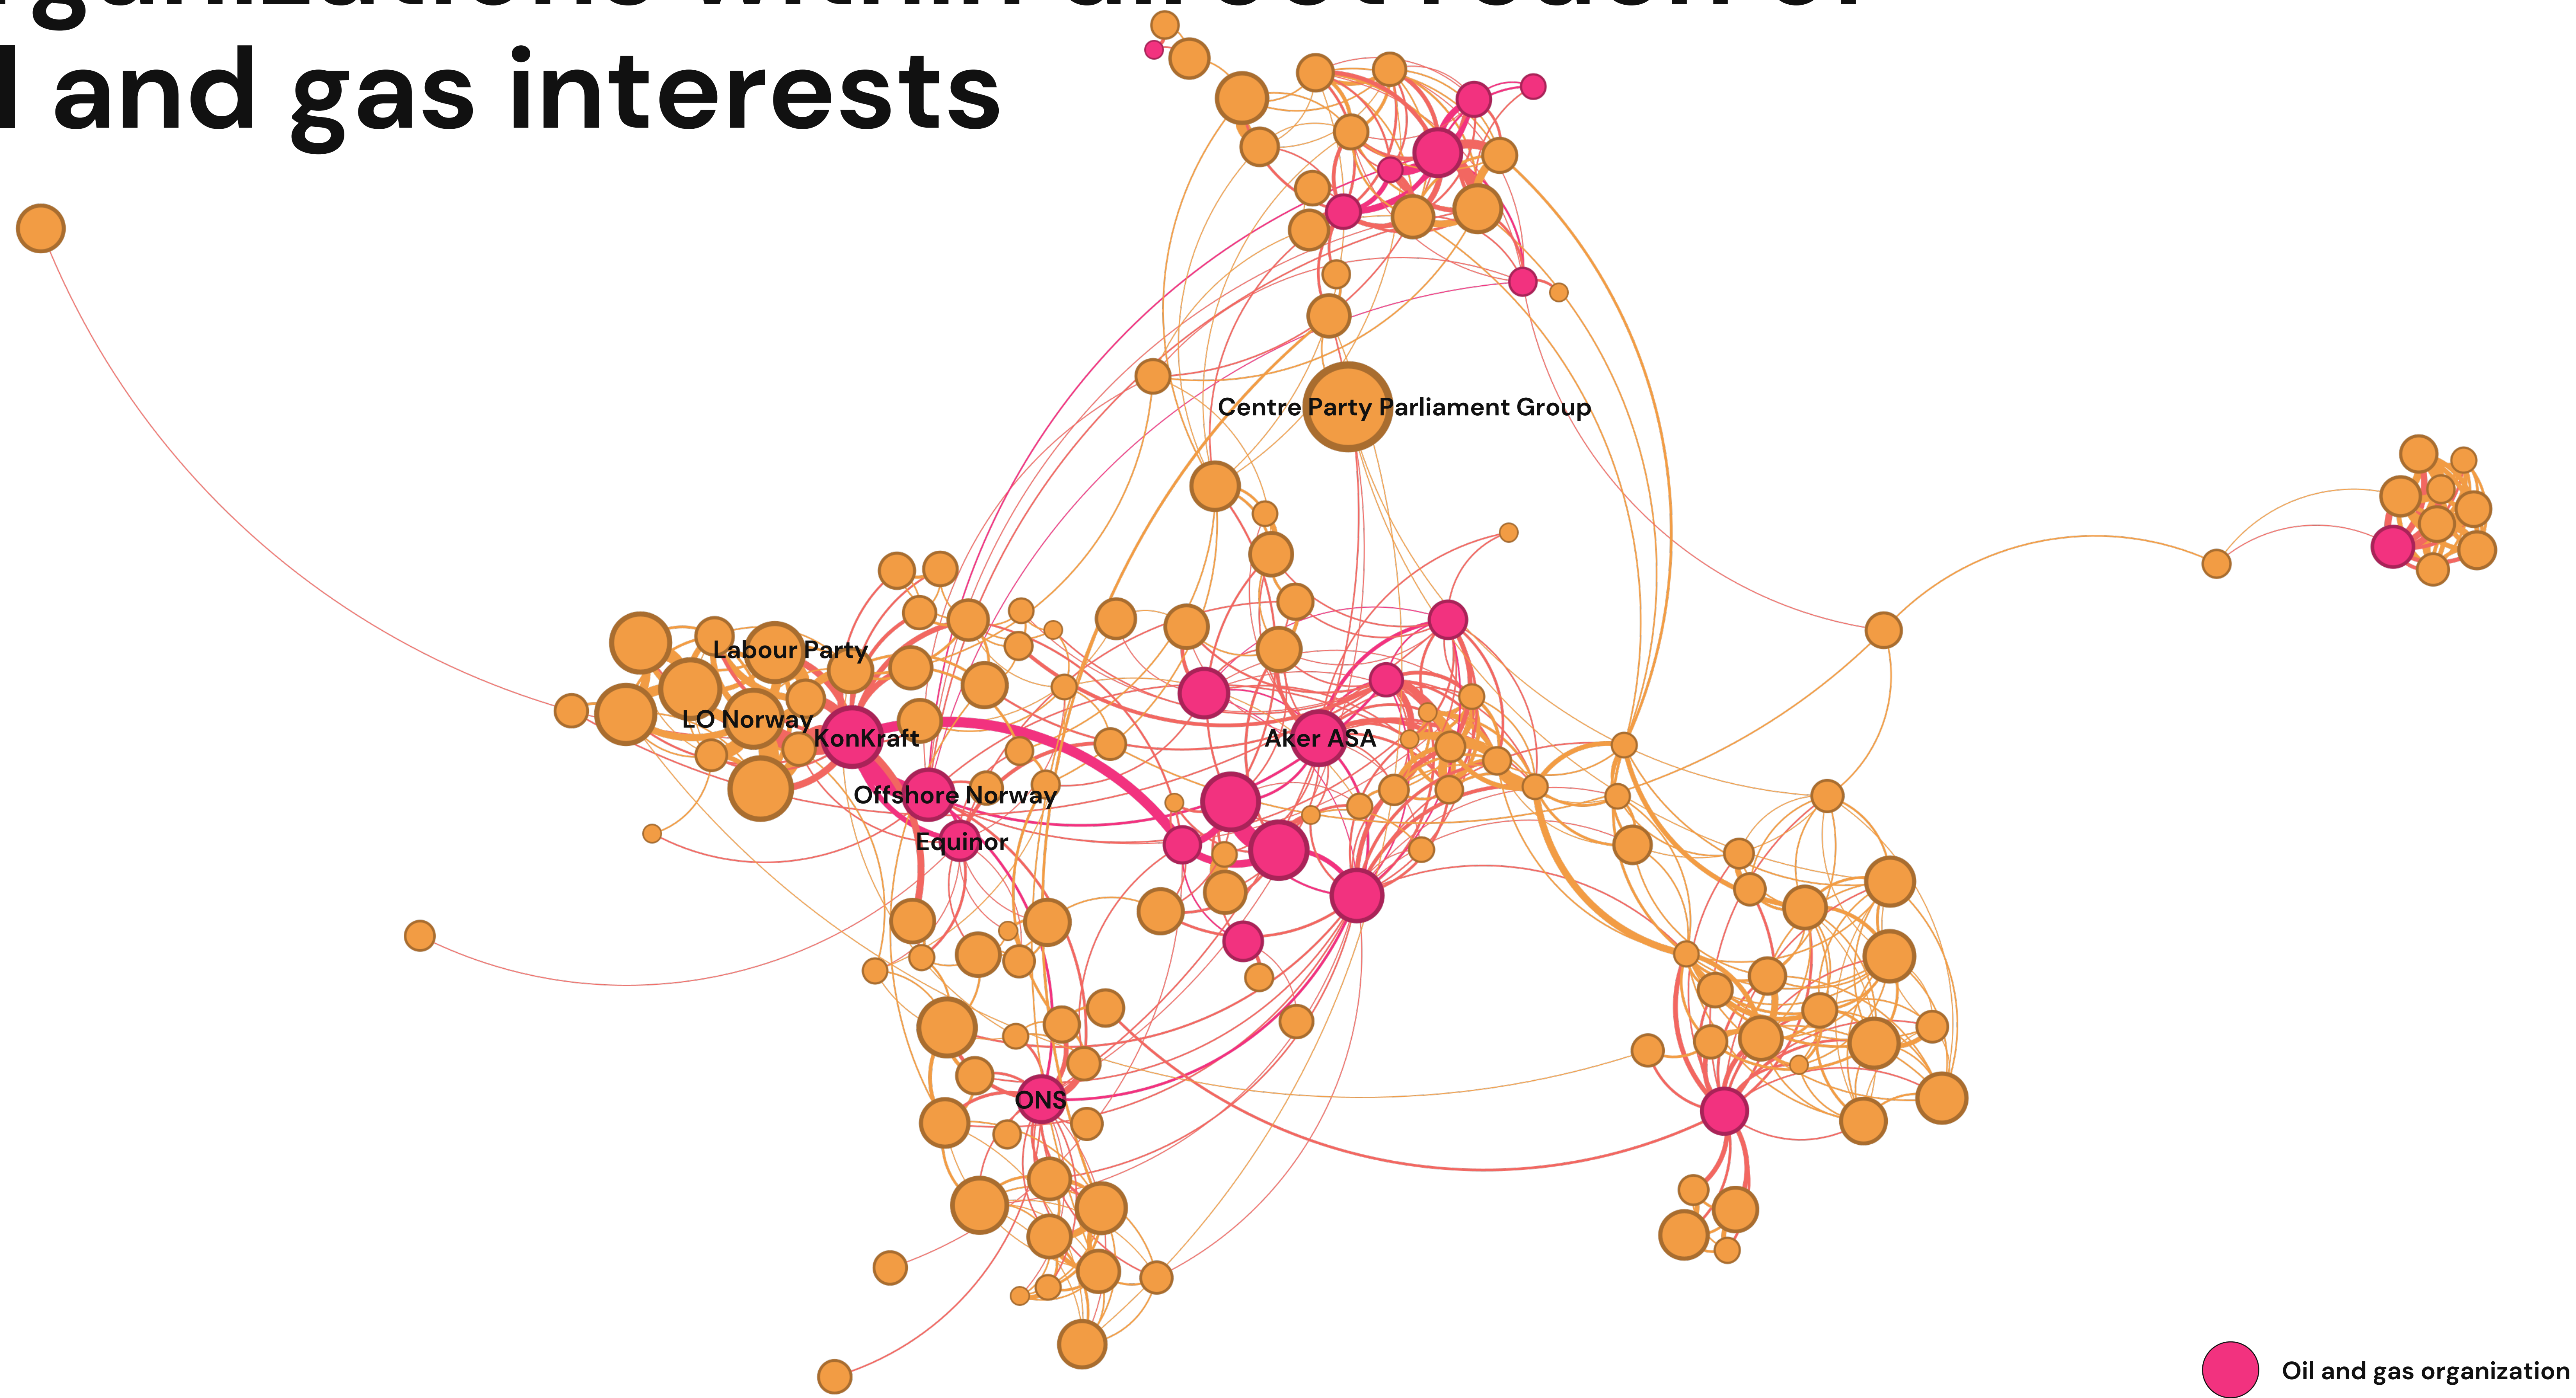 and gas interests
Centre Party Parliament Group
Labour Party
LO Norway
KonKraft
Aker ASA
Offshore Norway
Equinor
ONS
Oil and gas organization